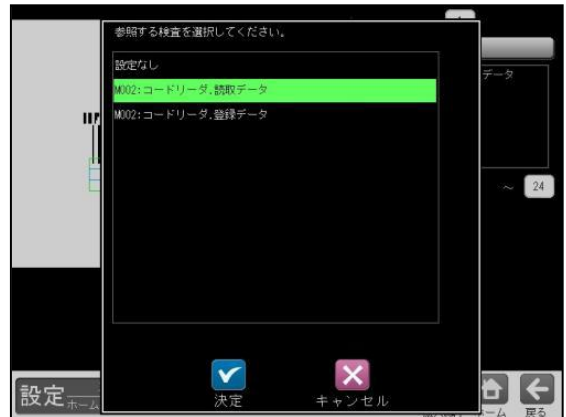 参照する検査を選択してください。
設定なし
M002:コードリーダ.読取データ
M002:コードリーダ.登録データ
データ
～ 24
決定
キャンセル
設定
ホーム
戻る